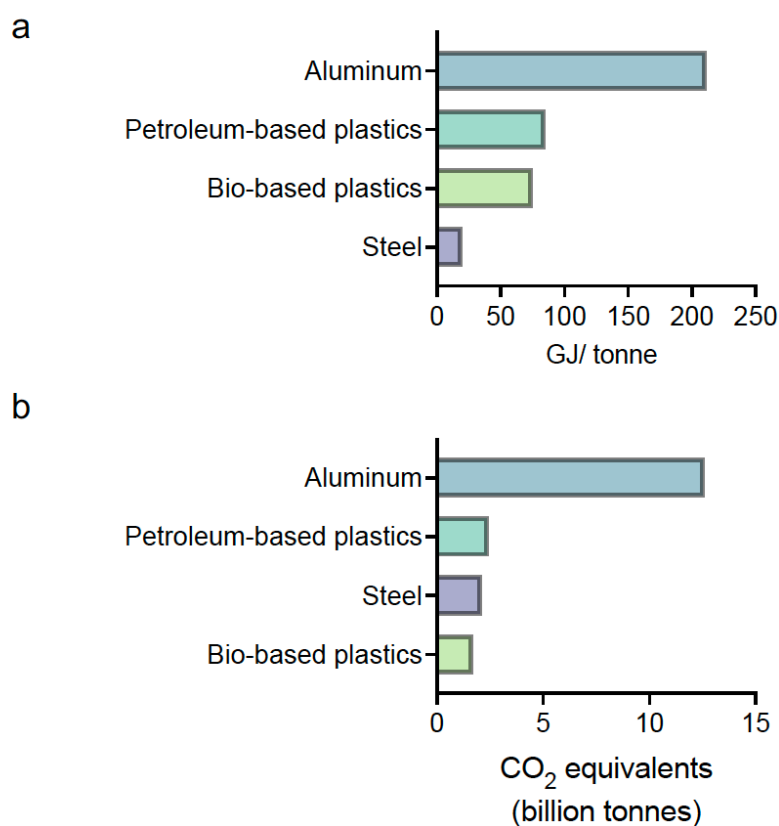 a
Aluminum
Petroleum-based plastics
Bio-based plastics
Steel
0 50 100 150 200 250
GJ/ tonne
b
Aluminum
Petroleum-based plastics
Steel
Bio-based plastics
0 5 10 15
CO₂ equivalents
(billion tonnes)